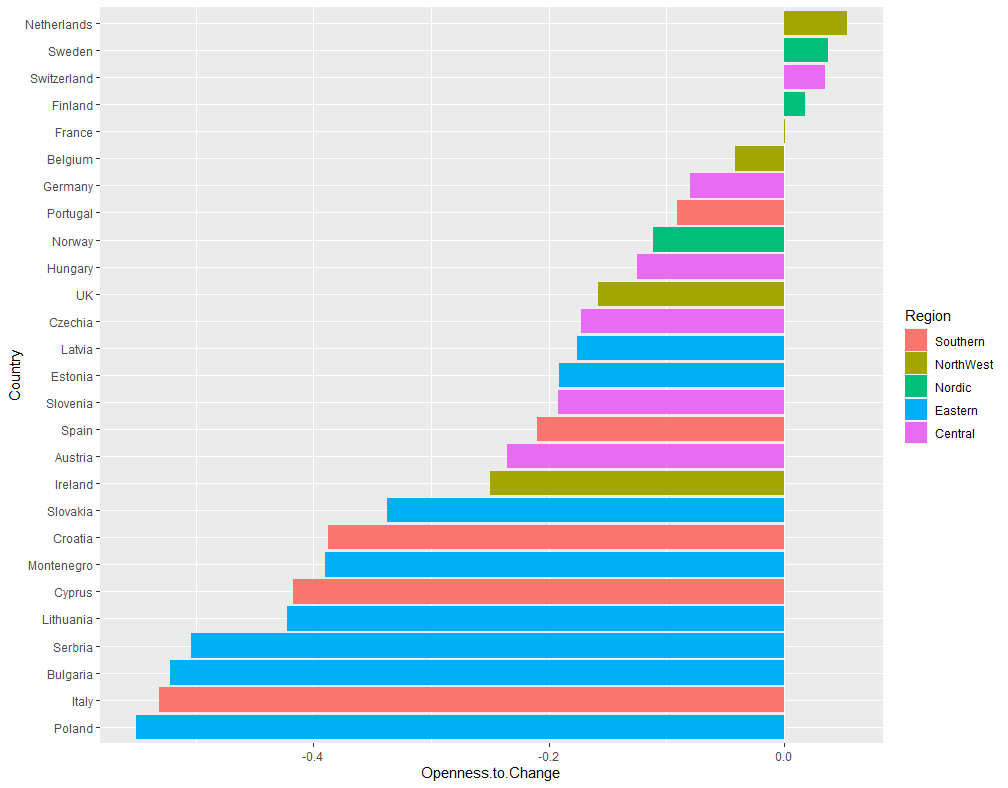 Netherlands
Sweden
Switzerland
Finland
France
Belgium
Germany
Portugal
Norway
Hungary
UK
Czechia
Latvia
Estonia
Slovenia
Spain
Austria
Ireland
Slovakia
Croatia
Montenegro
Cyprus
Lithuania
Serbria
Bulgaria
Italy
Poland
Country
-0.4 -0.2 0.0
Openness.to.Change
Region
Southern
NorthWest
Nordic
Eastern
Central